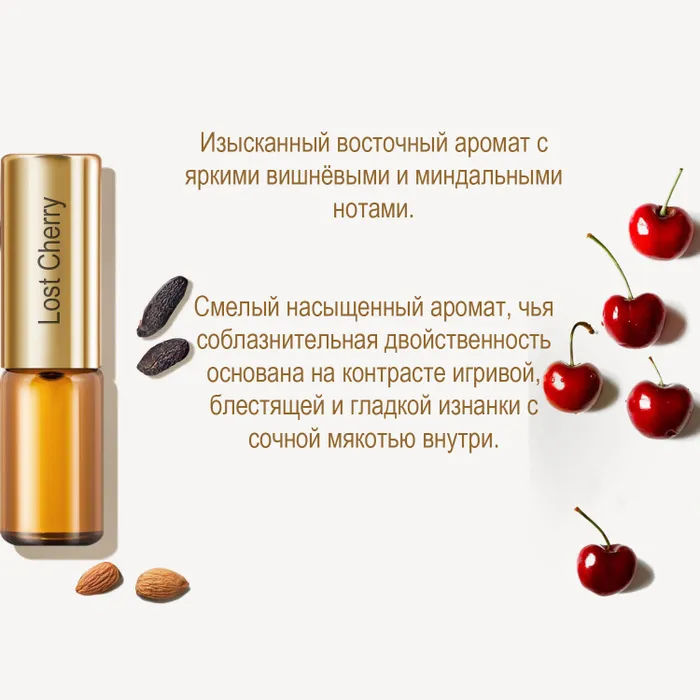 Lost Cherry
Изысканный восточный аромат с
яркими вишнёвыми и миндальными
нотами.
Смелый насыщенный аромат, чья
соблазнительная двойственность
основана на контрасте игривой,
блестящей и гладкой изнанки с
сочной мякотью внутри.